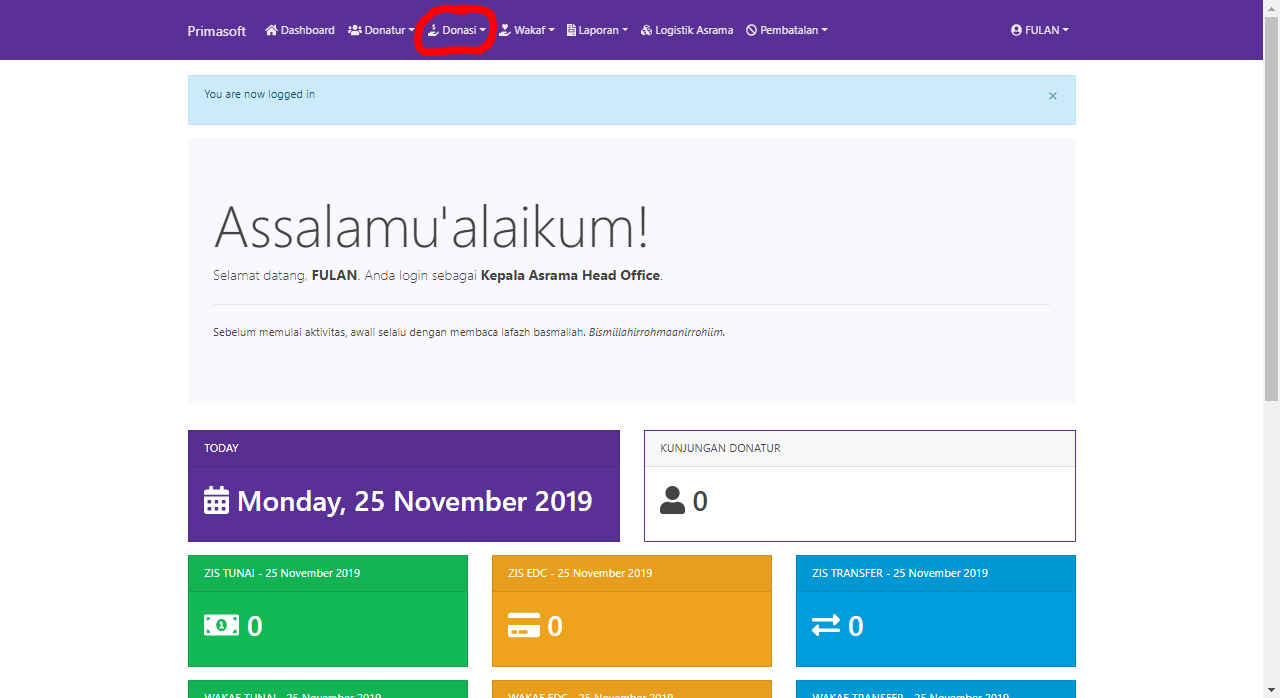 Primasoft Dashboard Donatur Donasi Wakaf Laporan Logistik Asrama Pembatalan FULAN
You are now logged in ×
Assalamu'alaikum!
Selamat datang, FULAN. Anda login sebagai Kepala Asrama Head Office.
Sebelum memulai aktivitas, awali selalu dengan membaca lafazh basmallah. Bismillahirrohmaanirrohiim.
TODAY
Monday, 25 November 2019
KUNJUNGAN DONATUR
0
ZIS TUNAI - 25 November 2019
0
ZIS EDC - 25 November 2019
0
ZIS TRANSFER - 25 November 2019
0
WAKAF TUNAI - 25 November 2019
WAKAF EDC - 25 November 2019
WAKAF TRANSFER - 25 November 2019